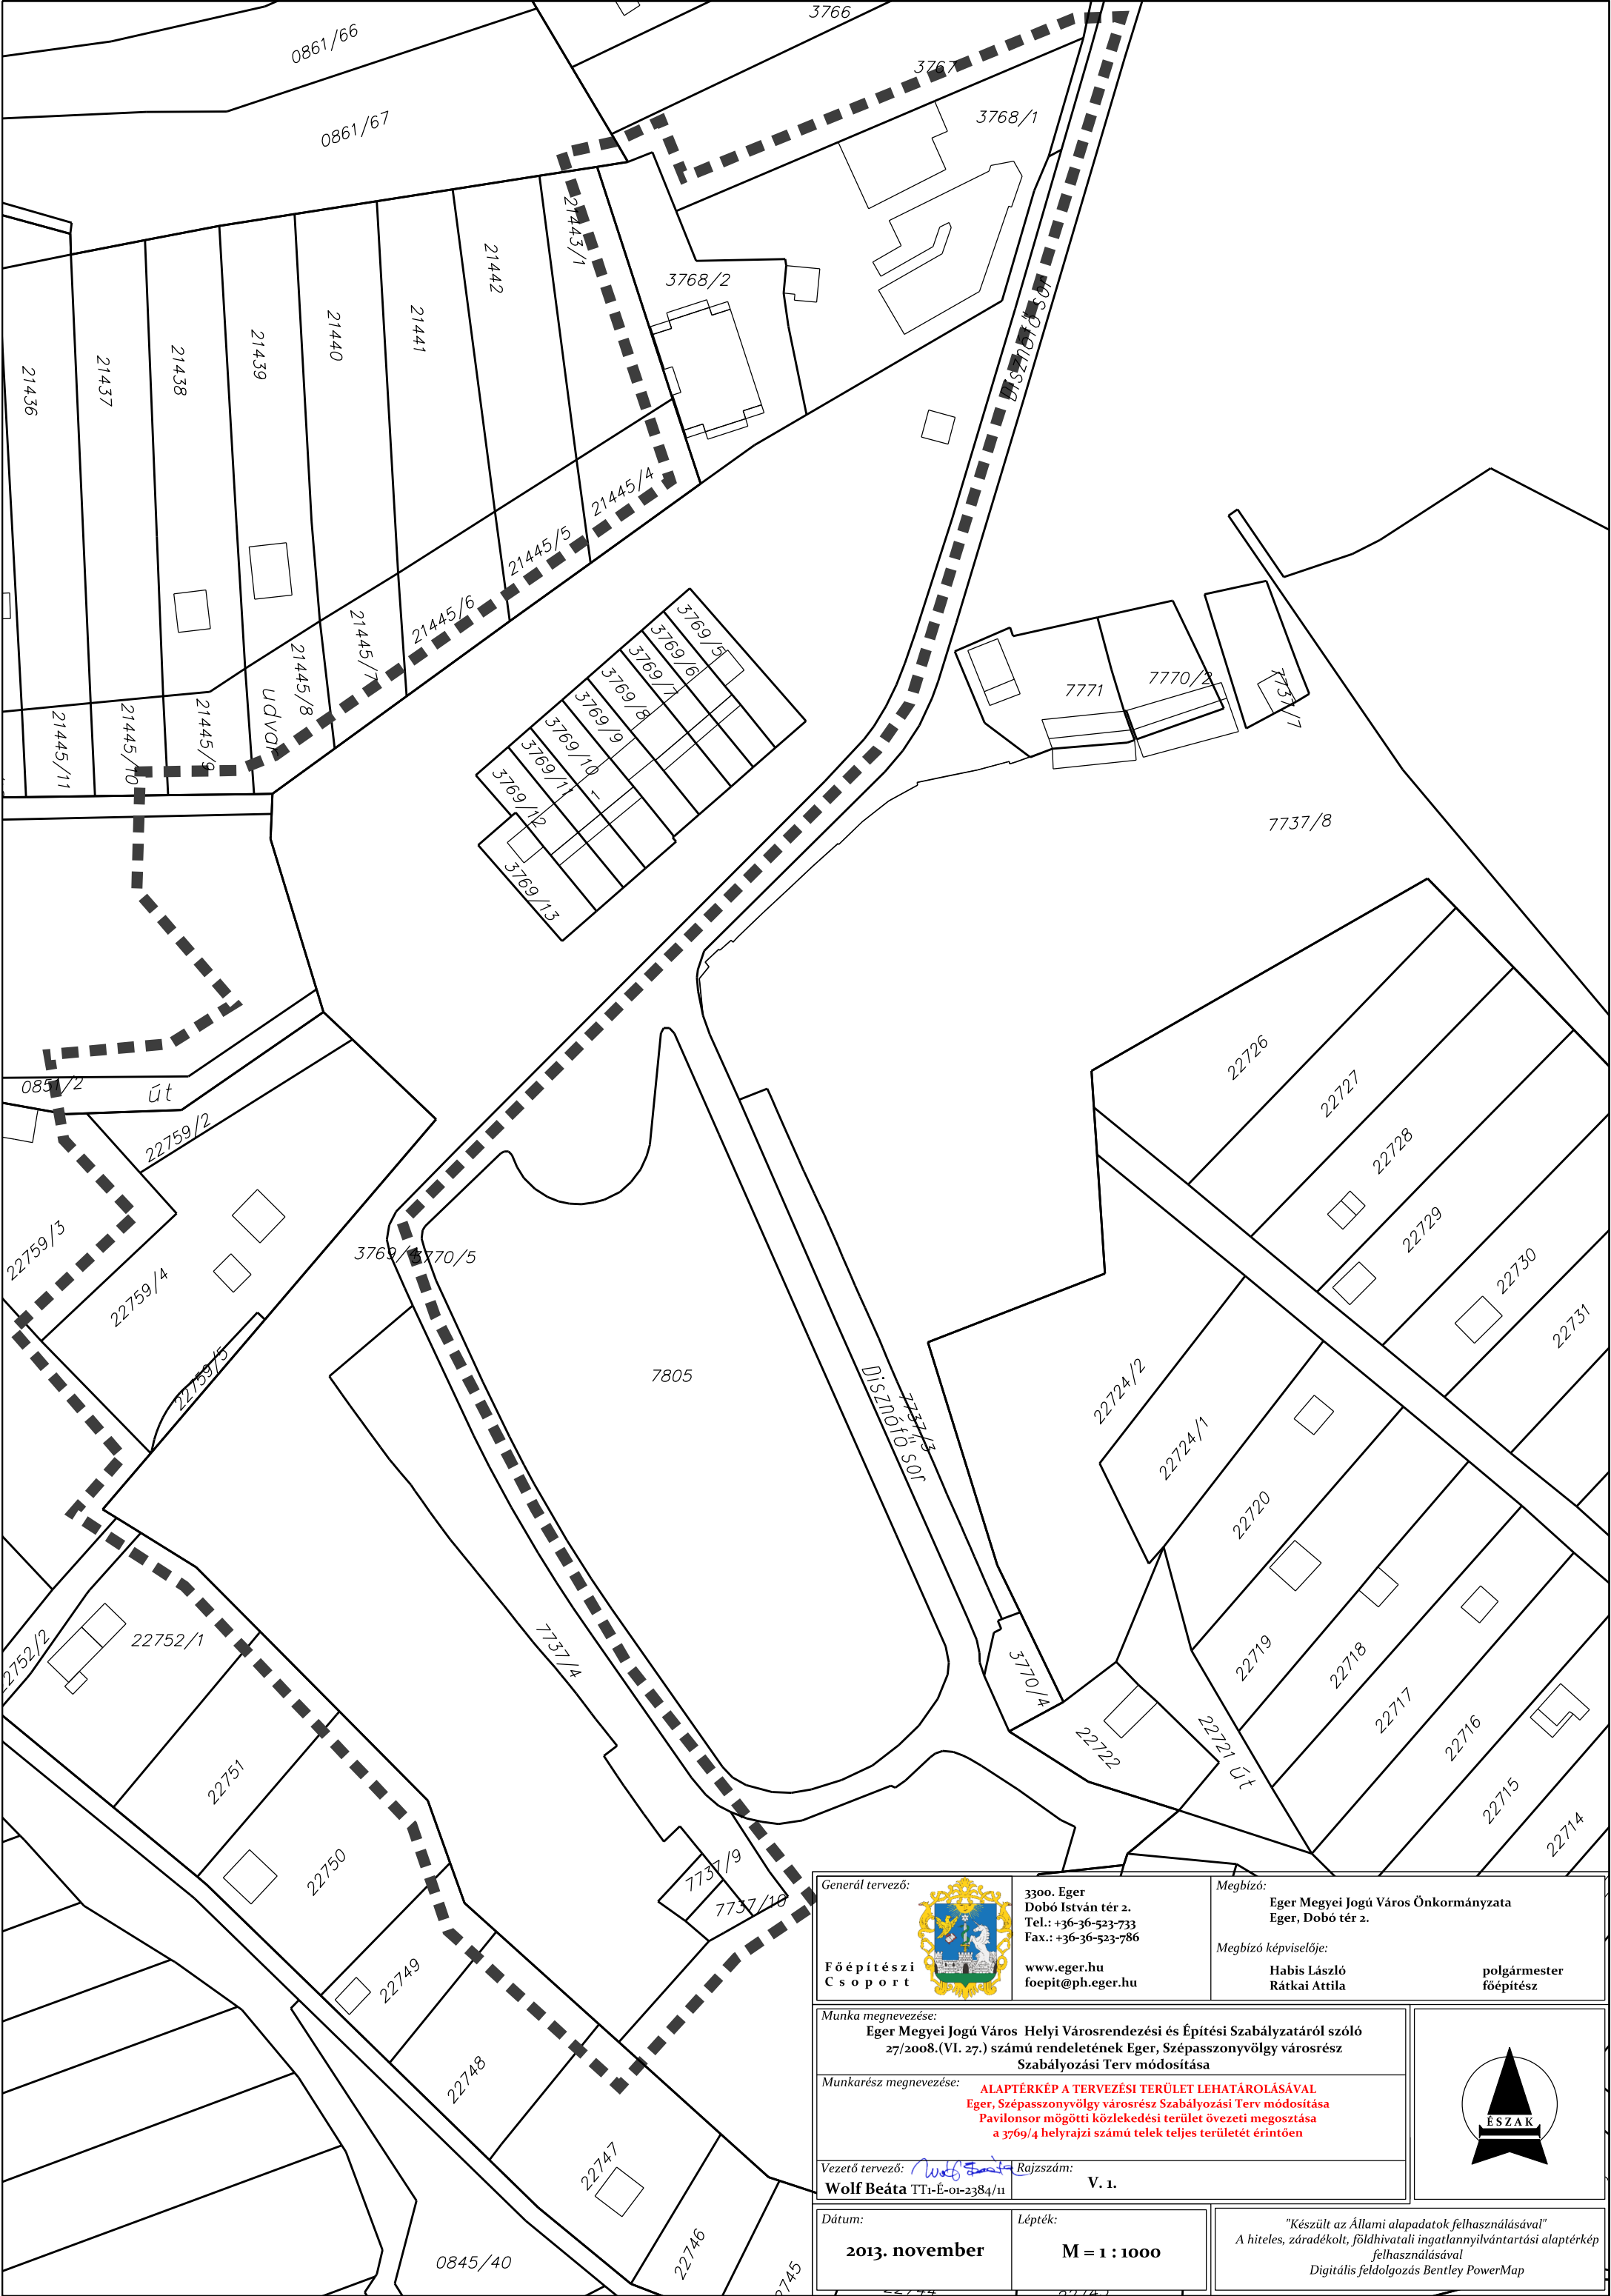 3766
0861/66
3767
0861/67
3768/1
21443/1
21442
3768/2
Disznófő sor
21441
21440
21439
21438
21437
21436
21445/4
21445/5
21445/6
21445/7
21445/8
udvar
21445/9
21445/10
21445/11
3769/5
3769/6
3769/7
3769/8
3769/9
3769/10
3769/11
3769/12
3769/13
7771
7770/2
7737/7
7737/8
22726
22727
22728
22729
22730
22731
0851/2
út
22759/2
22759/3
22759/4
22759/5
3769/4
3770/5
7805
7737/3
Disznófő sor
22724/2
22724/1
22720
22719
22718
22717
22716
22715
22714
7737/4
3770/4
22722
22721 út
22752/1
22752/2
22751
22750
22749
22748
22747
22746
2745
0845/40
7737/9
7737/10
Generál tervező:
Főépítészi
Csoport
3300. Eger
Dobó István tér 2.
Tel.: +36-36-523-733
Fax.: +36-36-523-786
www.eger.hu
foepit@ph.eger.hu
Megbízó:
Eger Megyei Jogú Város Önkormányzata
Eger, Dobó tér 2.
Megbízó képviselője:
Habis László polgármester
Rátkai Attila főépítész
Munka megnevezése:
Eger Megyei Jogú Város Helyi Városrendezési és Építési Szabályzatáról szóló
27/2008.(VI. 27.) számú rendeletének Eger, Szépasszonyvölgy városrész
Szabályozási Terv módosítása
Munkarész megnevezése:
ALAPTÉRKÉP A TERVEZÉSI TERÜLET LEHATÁROLÁSÁVAL
Eger, Szépasszonyvölgy városrész Szabályozási Terv módosítása
Pavilonsor mögötti közlekedési terület övezeti megosztása
a 3769/4 helyrajzi számú telek teljes területét érintően
ÉSZAK
Vezető tervező: Wolf Beáta
Wolf Beáta TT1-É-01-2384/11
Rajzszám:
V. 1.
Dátum:
2013. november
Lépték:
M = 1 : 1000
"Készült az Állami alapadatok felhasználásával"
A hiteles, záradékolt, földhivatali ingatlannyilvántartási alaptérkép
felhasználásával
Digitális feldolgozás Bentley PowerMap